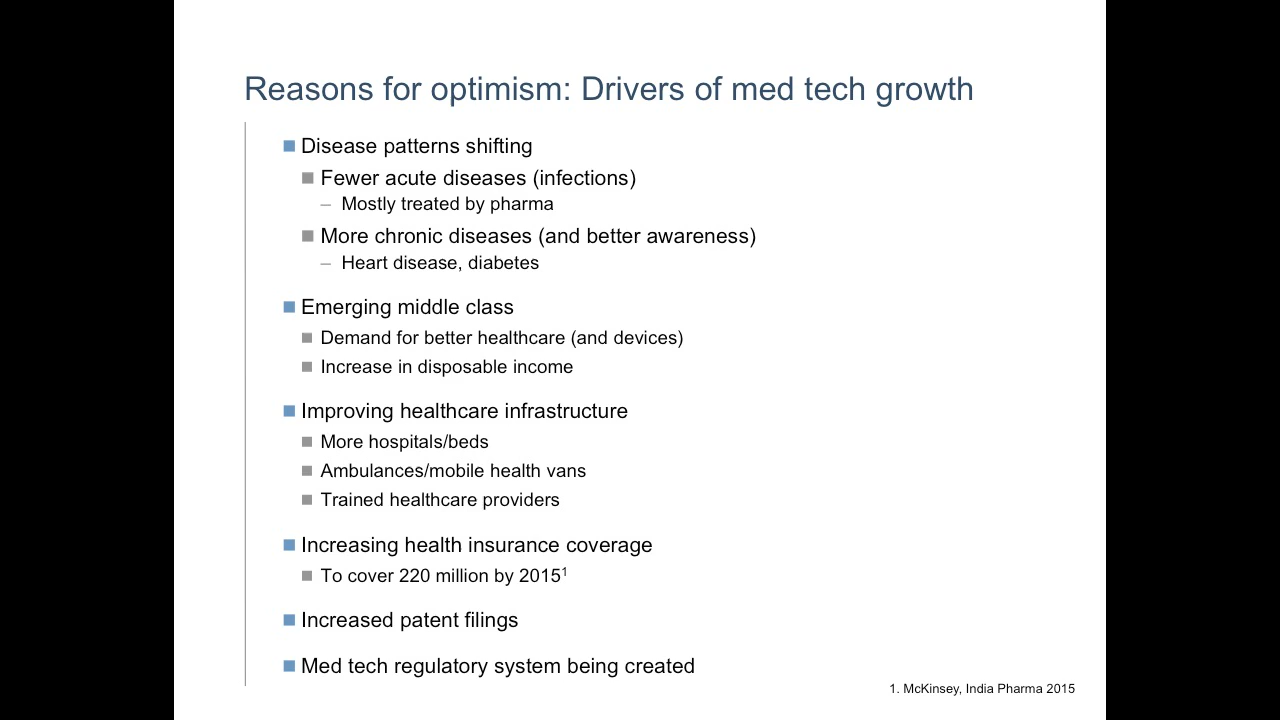 Reasons for optimism: Drivers of med tech growth
Disease patterns shifting
Fewer acute diseases (infections)
– Mostly treated by pharma
More chronic diseases (and better awareness)
– Heart disease, diabetes
Emerging middle class
Demand for better healthcare (and devices)
Increase in disposable income
Improving healthcare infrastructure
More hospitals/beds
Ambulances/mobile health vans
Trained healthcare providers
Increasing health insurance coverage
To cover 220 million by 2015¹
Increased patent filings
Med tech regulatory system being created
1. McKinsey, India Pharma 2015